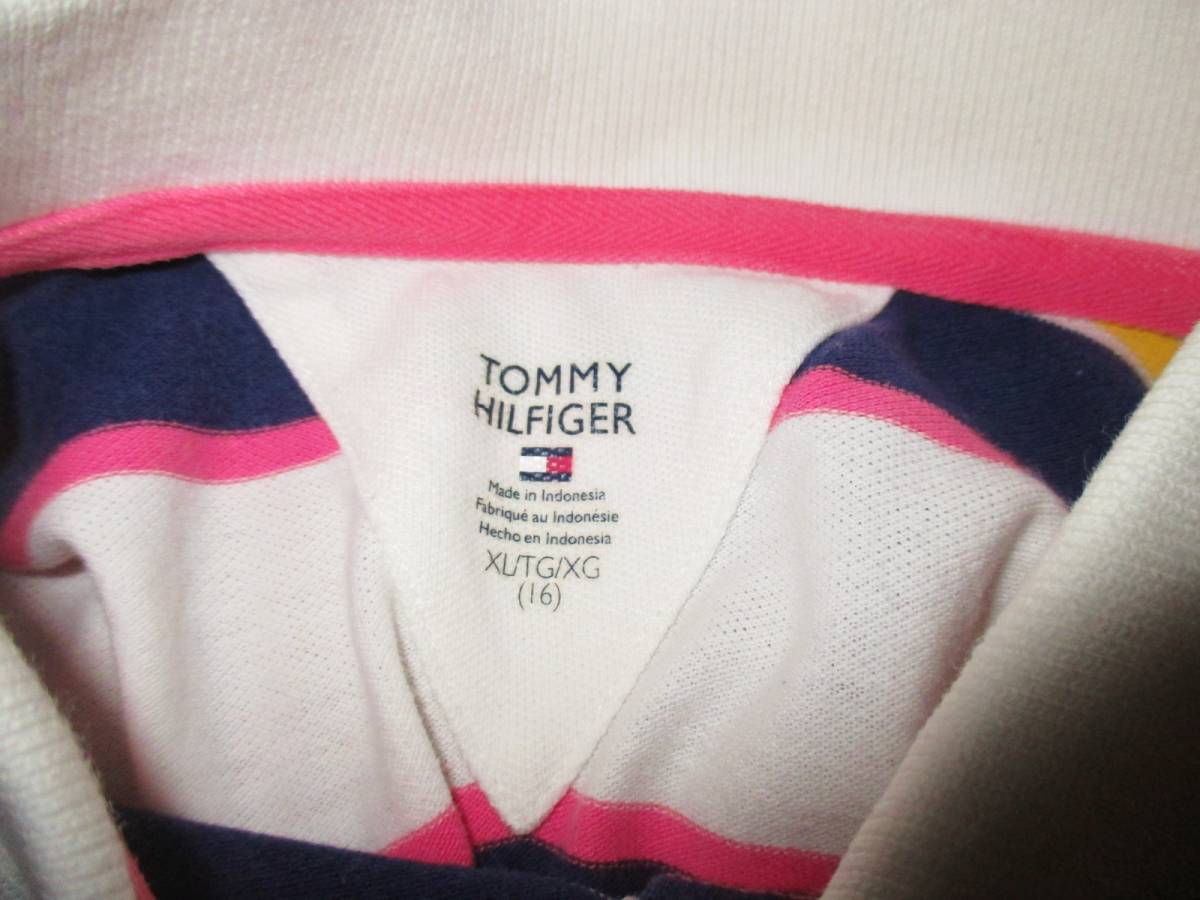 TOMMY
HILFIGER
Made in Indonesia
Fabriqué au Indonésie
Hecho en Indonesia
XL/TG/XG
(16)